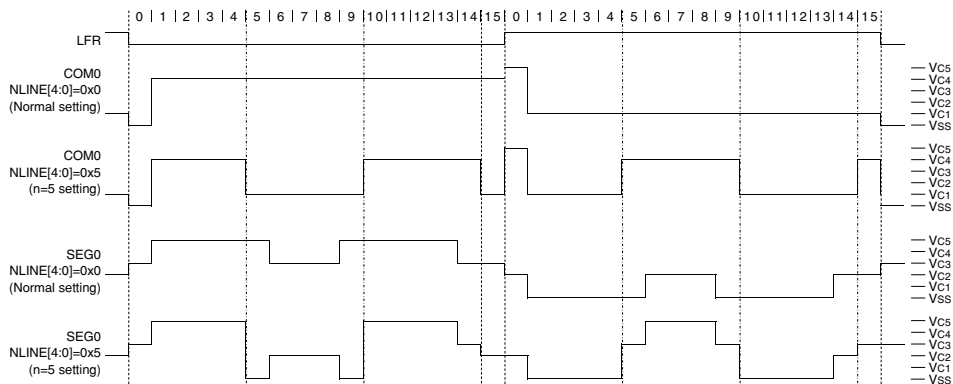 0 1 2 3 4 5 6 7 8 9 10 11 12 13 14 15 0 1 2 3 4 5 6 7 8 9 10 11 12 13 14 15
LFR
COM0
NLINE[4:0]=0x0
(Normal setting)
VC5
VC4
VC3
VC2
VC1
VSS
COM0
NLINE[4:0]=0x5
(n=5 setting)
VC5
VC4
VC3
VC2
VC1
VSS
SEG0
NLINE[4:0]=0x0
(Normal setting)
VC5
VC4
VC3
VC2
VC1
VSS
SEG0
NLINE[4:0]=0x5
(n=5 setting)
VC5
VC4
VC3
VC2
VC1
VSS